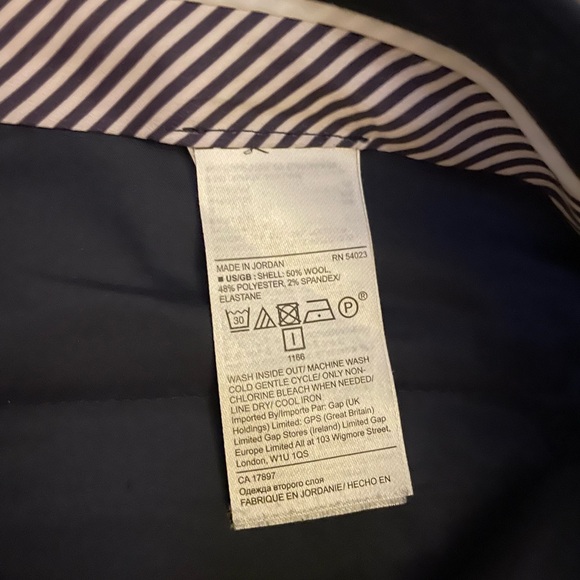 MADE IN JORDAN RN 54023
■ US/GB : SHELL: 50% WOOL,
48% POLYESTER, 2% SPANDEX/
ELASTANE
30 P®
I
1166
WASH INSIDE OUT/ MACHINE WASH
COLD GENTLE CYCLE/ ONLY NON-
CHLORINE BLEACH WHEN NEEDED/
LINE DRY/ COOL IRON
Imported By/Importe Par: Gap (UK
Holdings) Limited: GPS (Great Britain)
Limited Gap Stores (Ireland) Limited Gap
Europe Limited All at 103 Wigmore Street,
London, W1U 1QS
CA 17897
Одежда второго слоя
FABRIQUE EN JORDANIE/ HECHO EN